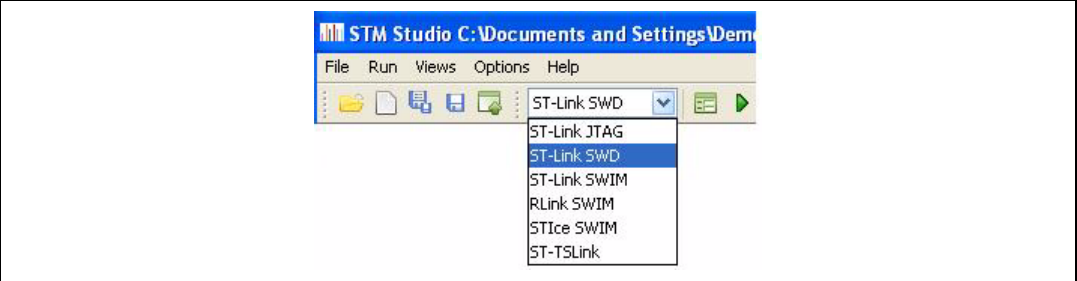 STM Studio C:\Documents and Settings\Demo
File Run Views Options Help
ST-Link SWD
ST-Link JTAG
ST-Link SWD
ST-Link SWIM
RLink SWIM
STIce SWIM
ST-TSLink